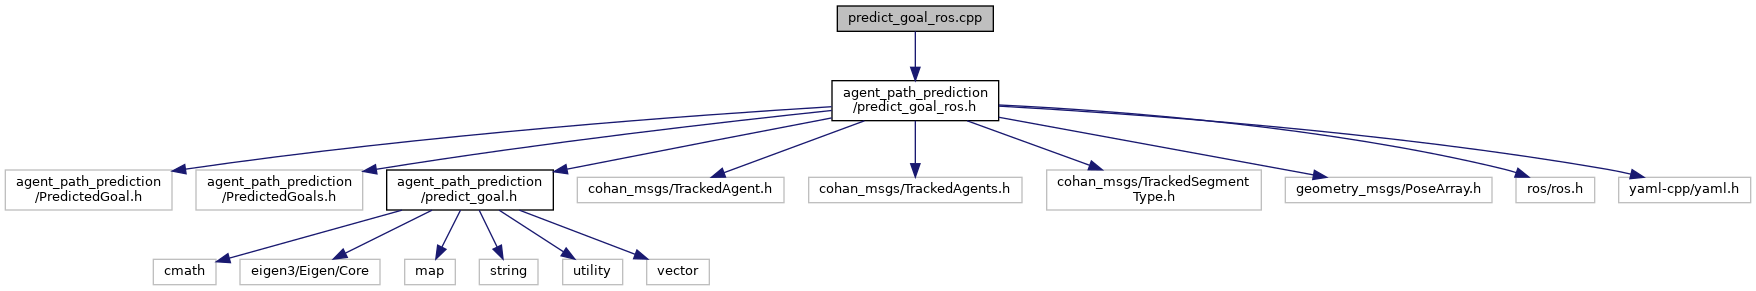 predict_goal_ros.cpp
agent_path_prediction
/predict_goal_ros.h
agent_path_prediction
/PredictedGoal.h
agent_path_prediction
/PredictedGoals.h
agent_path_prediction
/predict_goal.h
cohan_msgs/TrackedAgent.h
cohan_msgs/TrackedAgents.h
cohan_msgs/TrackedSegment
Type.h
geometry_msgs/PoseArray.h
ros/ros.h
yaml-cpp/yaml.h
cmath
eigen3/Eigen/Core
map
string
utility
vector